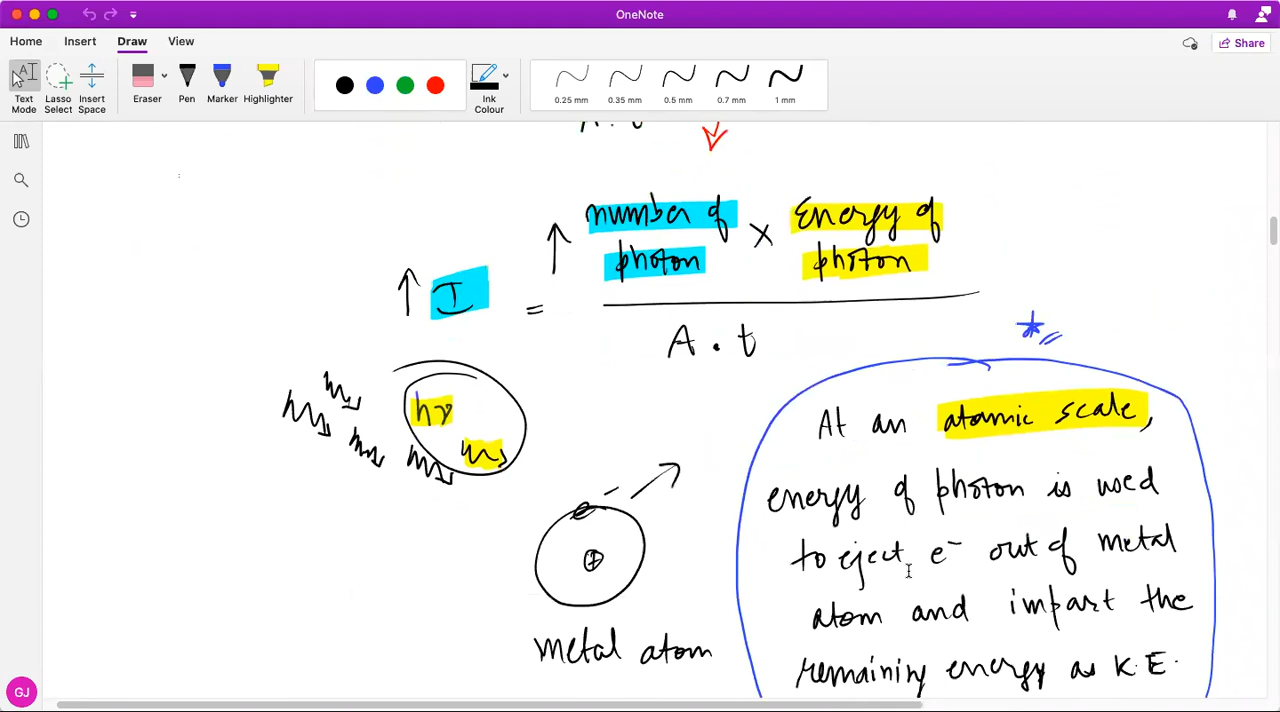 OneNote
Home Insert Draw View
Share
Text Mode
Lasso Select
Insert Space
Eraser
Pen
Marker
Highlighter
Ink Colour
0.25 mm
0.35 mm
0.5 mm
0.7 mm
1 mm
A . t
number of × Energy of
photon photon
↑ I = ↑
A . t
hν
At an atomic scale,
energy of photon is used
to eject e⁻ out of metal
atom and impart the
remaining energy as K.E.
metal atom
GJ